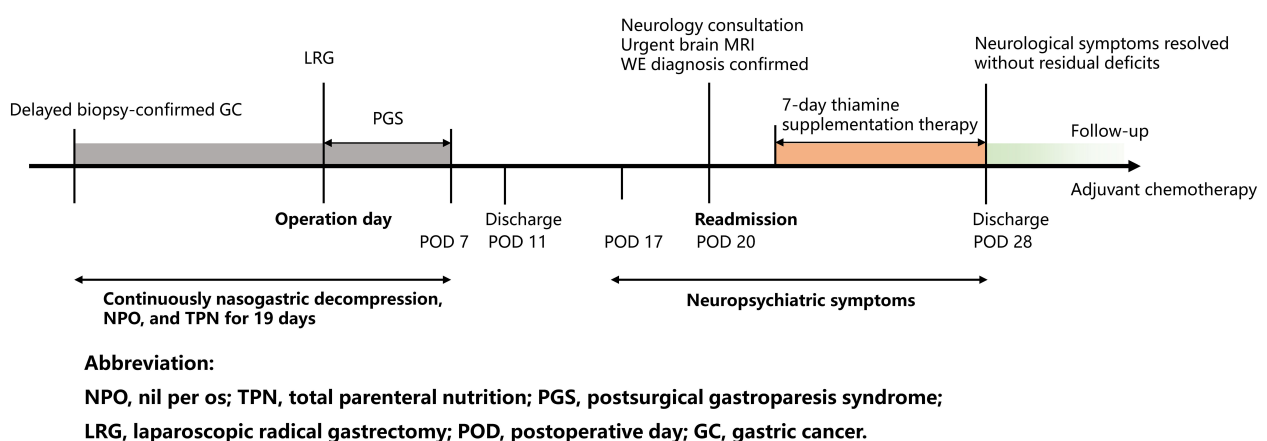 Neurology consultation
Urgent brain MRI
WE diagnosis confirmed
Neurological symptoms resolved
without residual deficits
LRG
Delayed biopsy-confirmed GC
PGS
7-day thiamine
supplementation therapy
Follow-up
Adjuvant chemotherapy
Operation day
Discharge
Readmission
Discharge
POD 7
POD 11
POD 17
POD 20
POD 28
Continuously nasogastric decompression,
NPO, and TPN for 19 days
Neuropsychiatric symptoms
Abbreviation:
NPO, nil per os; TPN, total parenteral nutrition; PGS, postsurgical gastroparesis syndrome;
LRG, laparoscopic radical gastrectomy; POD, postoperative day; GC, gastric cancer.